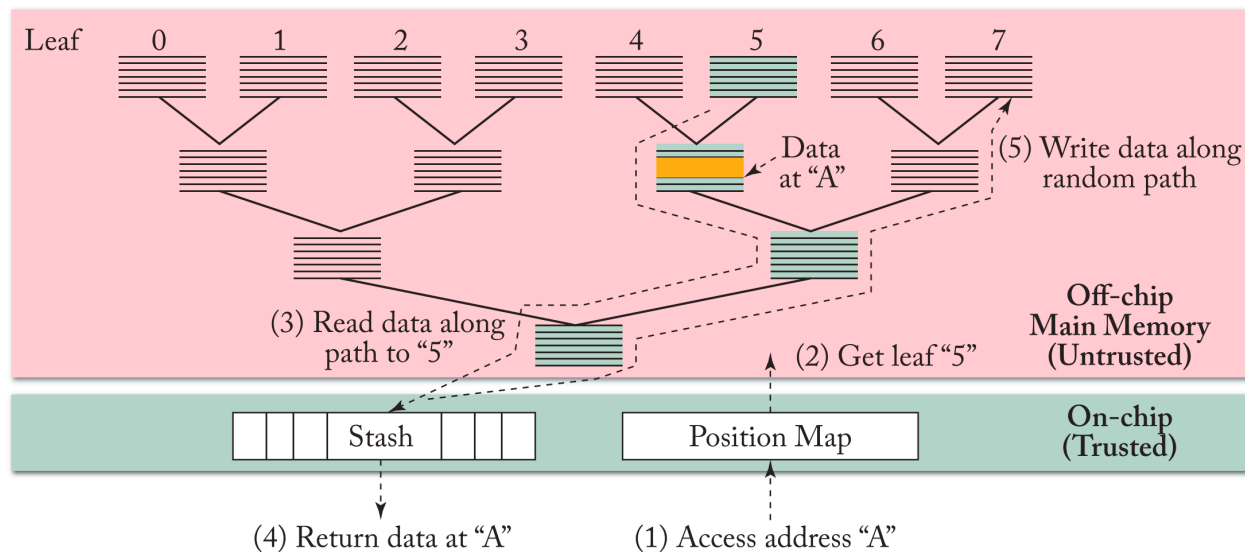 Leaf 0 1 2 3 4 5 6 7
Data
at “A”
(5) Write data along
random path
(3) Read data along
path to “5”
Off-chip
Main Memory
(Untrusted)
(2) Get leaf “5”
Stash
Position Map
On-chip
(Trusted)
(4) Return data at “A”
(1) Access address “A”